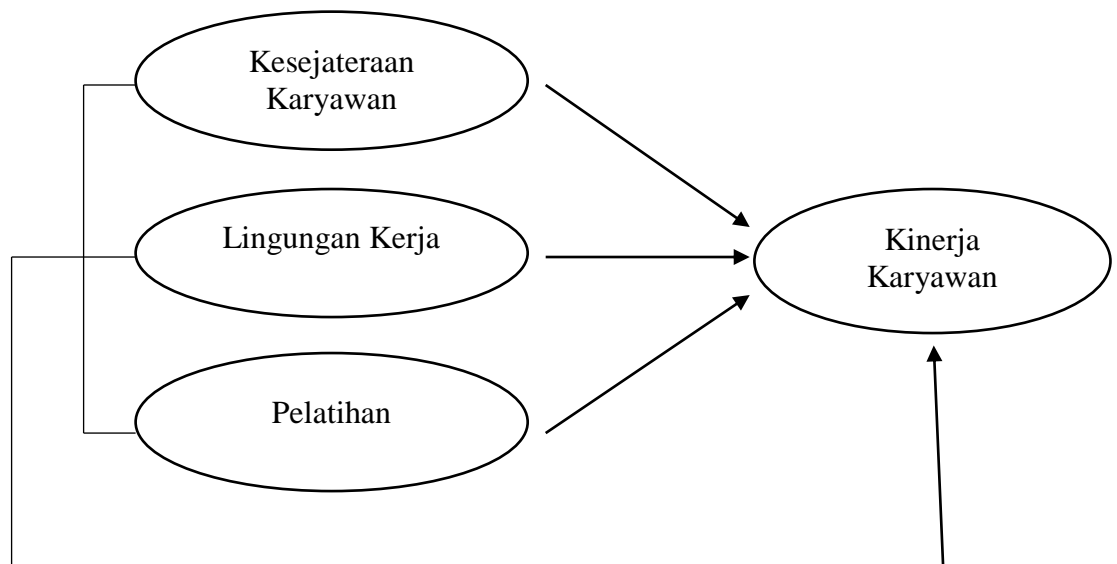 Kesejateraan
Karyawan
Lingungan Kerja
Kinerja
Karyawan
Pelatihan